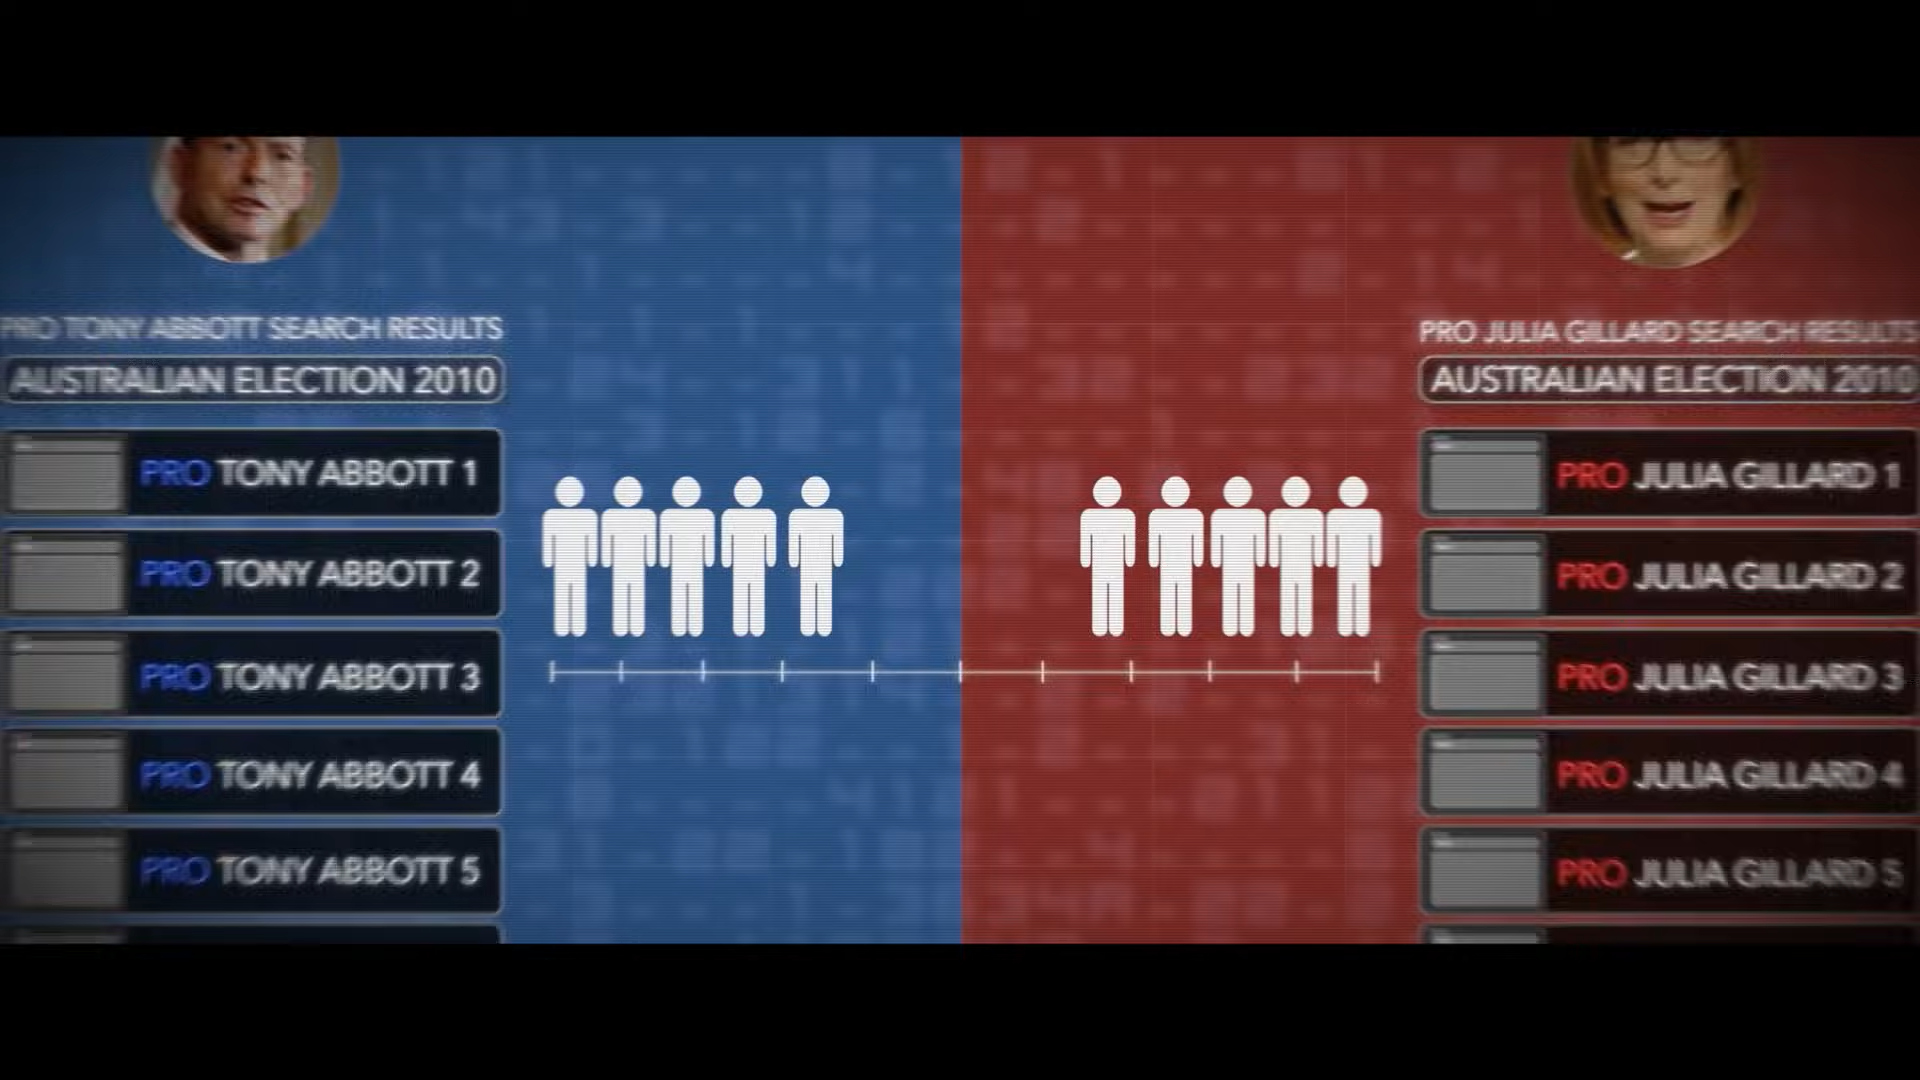 PRO TONY ABBOTT SEARCH RESULTS
AUSTRALIAN ELECTION 2010
PRO TONY ABBOTT 1
PRO TONY ABBOTT 2
PRO TONY ABBOTT 3
PRO TONY ABBOTT 4
PRO TONY ABBOTT 5
PRO JULIA GILLARD SEARCH RESULTS
AUSTRALIAN ELECTION 2010
PRO JULIA GILLARD 1
PRO JULIA GILLARD 2
PRO JULIA GILLARD 3
PRO JULIA GILLARD 4
PRO JULIA GILLARD 5